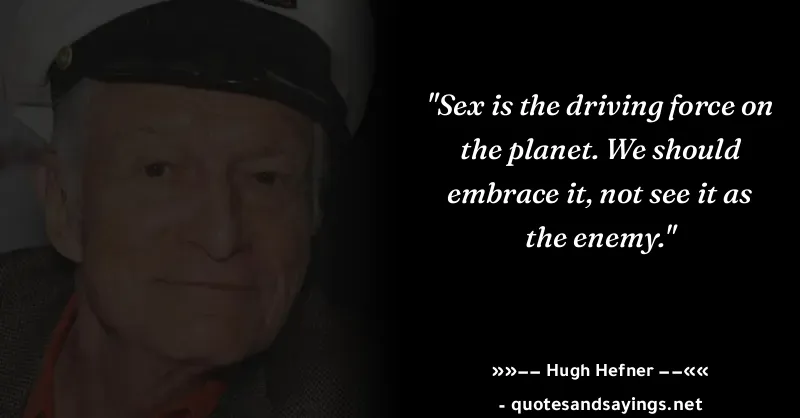 "Sex is the driving force on
the planet. We should
embrace it, not see it as
the enemy."
»»−− Hugh Hefner −−««
- quotesandsayings.net